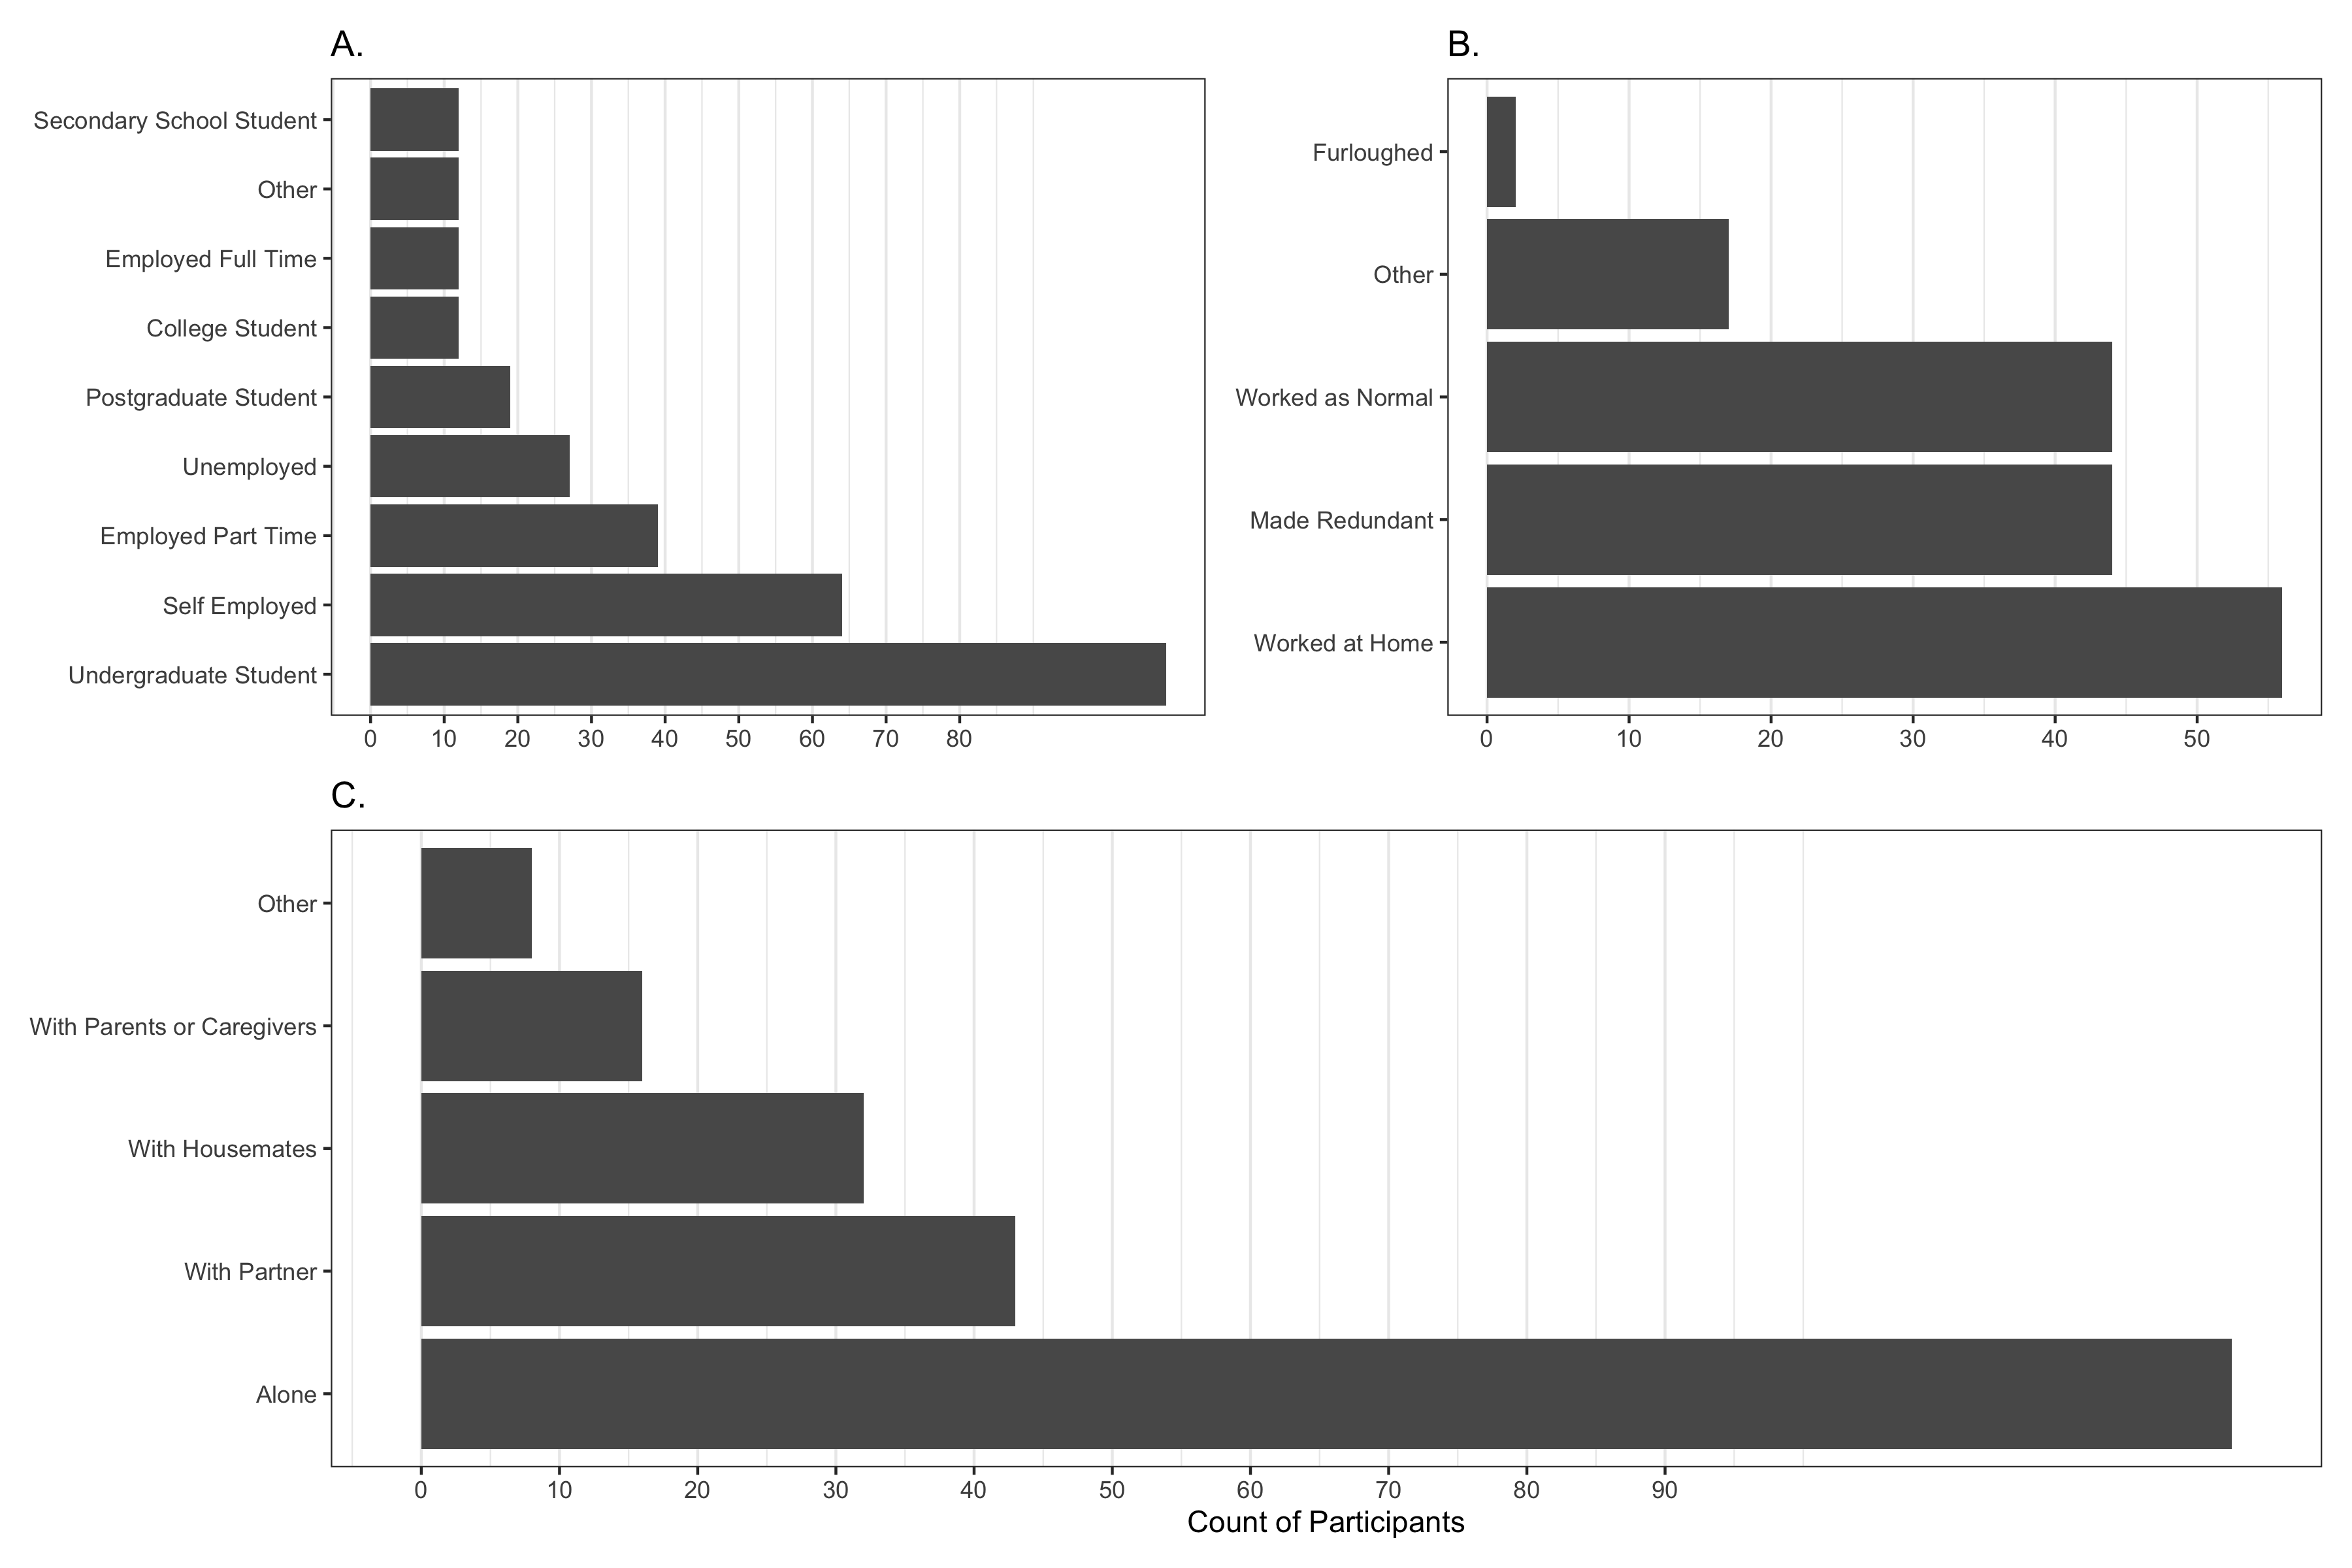 A.
Secondary School Student
Other
Employed Full Time
College Student
Postgraduate Student
Unemployed
Employed Part Time
Self Employed
Undergraduate Student
0 10 20 30 40 50 60 70 80
B.
Furloughed
Other
Worked as Normal
Made Redundant
Worked at Home
0 10 20 30 40 50
C.
Other
With Parents or Caregivers
With Housemates
With Partner
Alone
0 10 20 30 40 50 60 70 80 90
Count of Participants